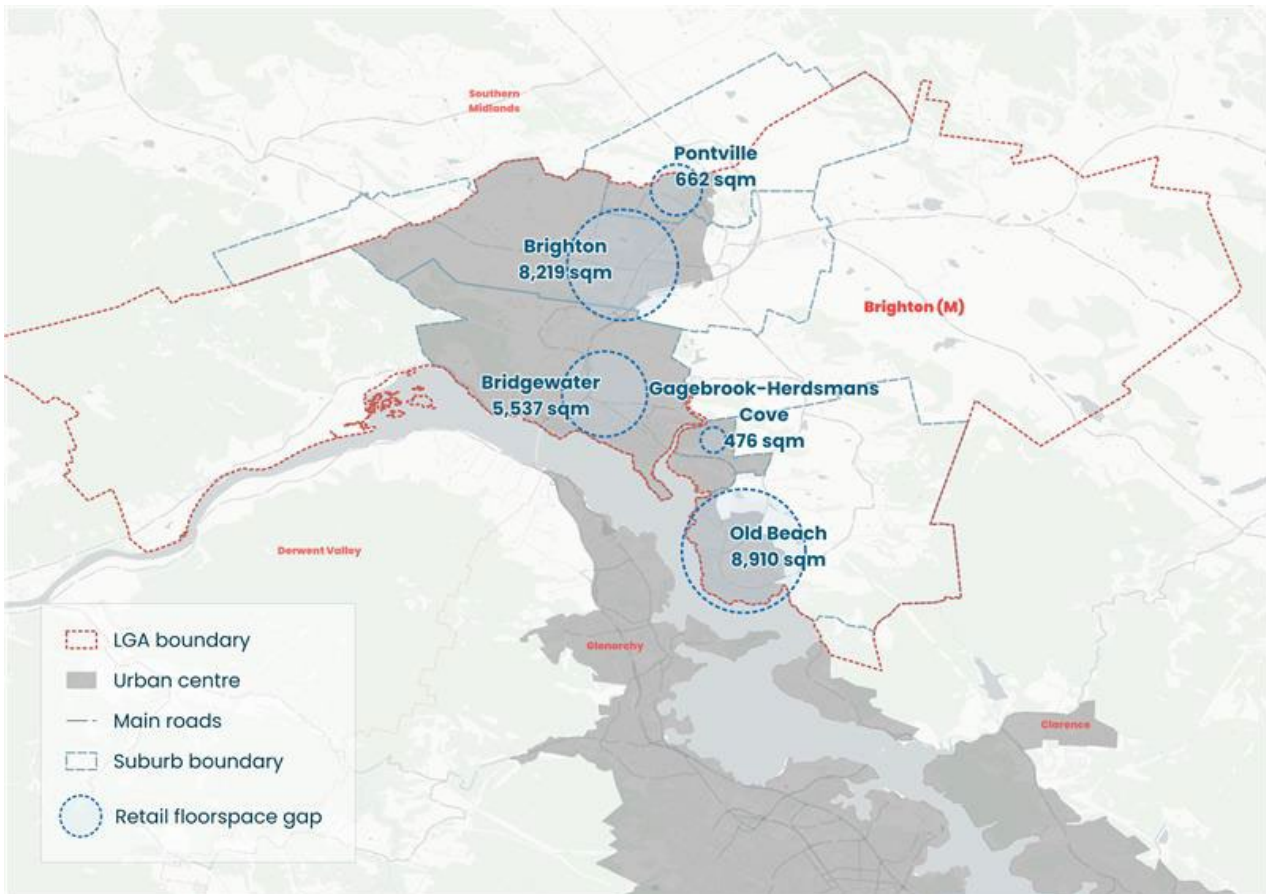 Southern
Midlands
Pontville
662 sqm
Brighton
8,219 sqm
Brighton (M)
Bridgewater
5,537 sqm
Gagebrook-Herdsmans
Cove
476 sqm
Old Beach
8,910 sqm
Derwent Valley
Glenorchy
Clarence
LGA boundary
Urban centre
Main roads
Suburb boundary
Retail floorspace gap